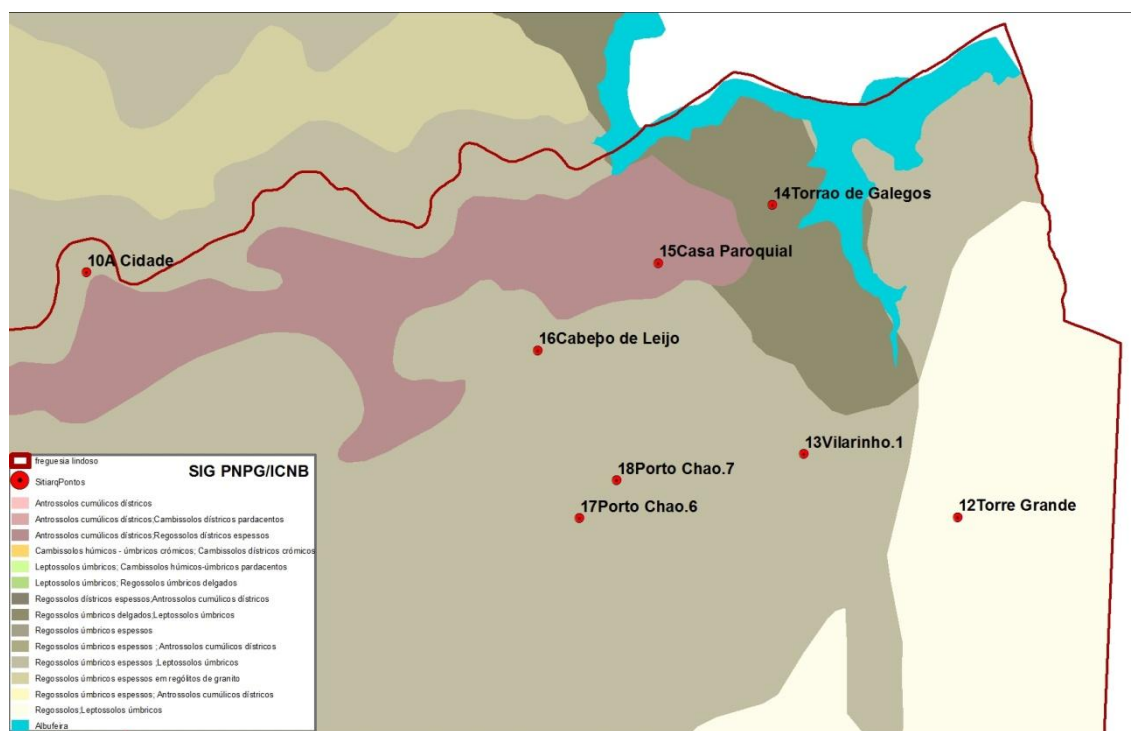 14Torrao de Galegos
10A Cidade
15Casa Paroquial
16Cabeþo de Leijo
13Vilarinho.1
18Porto Chao.7
17Porto Chao.6
12Torre Grande
SIG PNPG/ICNB
freguesia lindoso
SitiarqPontos
Antrossolos cumúlicos dístricos
Antrossolos cumúlicos dístricos;Cambissolos dístricos pardacentos
Antrossolos cumúlicos dístricos;Regossolos dístricos espessos
Cambissolos húmicos - úmbricos crómicos; Cambissolos dístricos crómicos
Leptossolos úmbricos; Cambissolos húmicos-úmbricos pardacentos
Leptossolos úmbricos; Regossolos úmbricos delgados
Regossolos dístricos espessos;Antrossolos cumúlicos dístricos
Regossolos úmbricos delgados;Leptossolos úmbricos
Regossolos úmbricos espessos
Regossolos úmbricos espessos ; Antrossolos cumúlicos dístricos
Regossolos úmbricos espessos ;Leptossolos úmbricos
Regossolos úmbricos espessos em rególitos de granito
Regossolos úmbricos espessos; Antrossolos cumúlicos dístricos
Regosolos;Leptossolos úmbricos
Albufeira